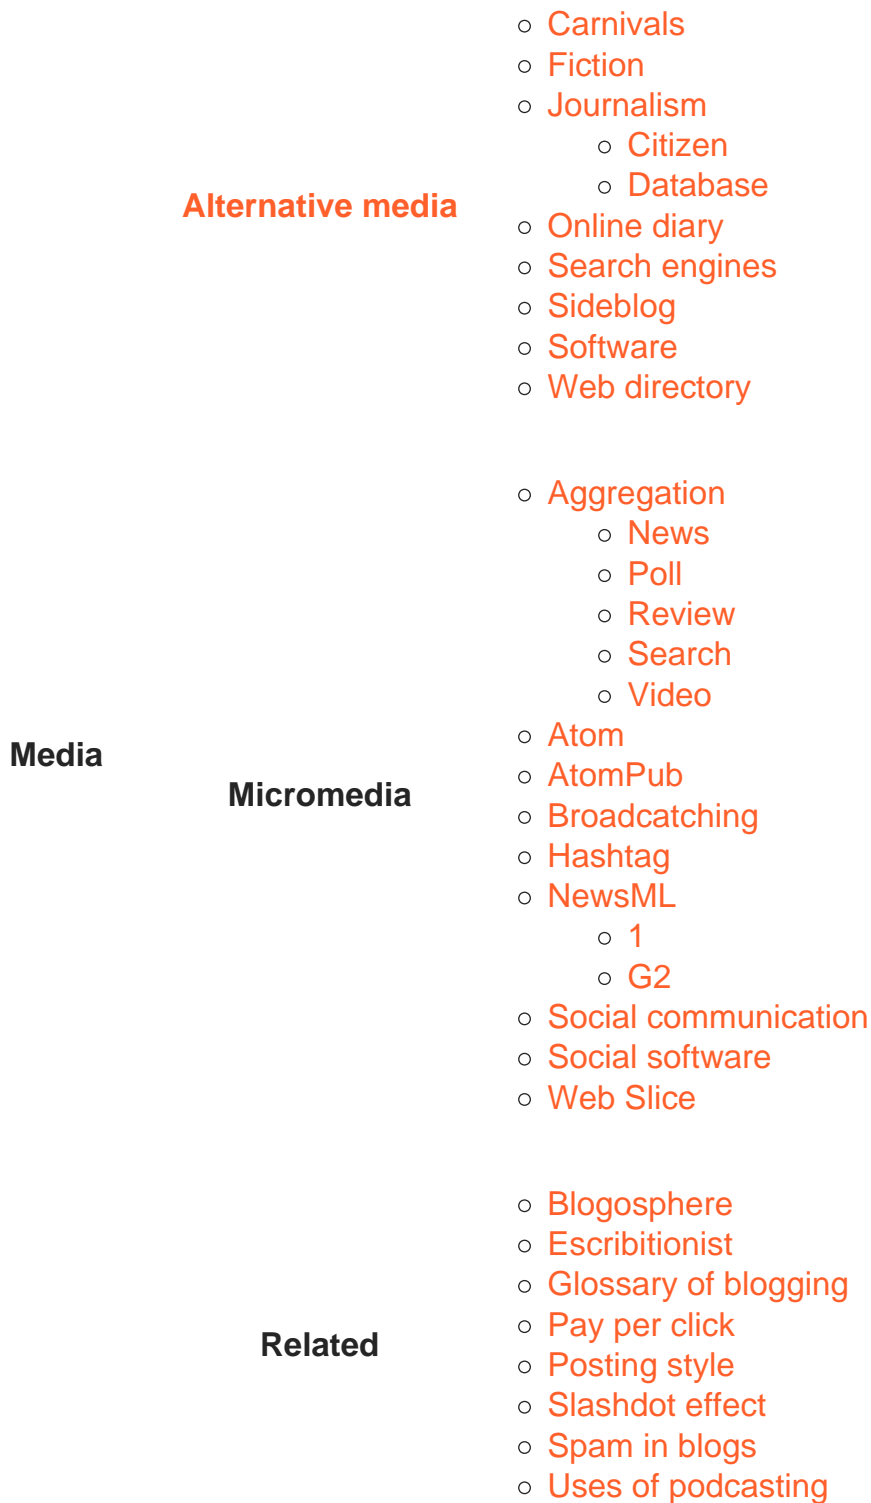 Media
Alternative media
Carnivals
Fiction
Journalism
Citizen
Database
Online diary
Search engines
Sideblog
Software
Web directory
Micromedia
Aggregation
News
Poll
Review
Search
Video
Atom
AtomPub
Broadcatching
Hashtag
NewsML
1
G2
Social communication
Social software
Web Slice
Related
Blogosphere
Escribitionist
Glossary of blogging
Pay per click
Posting style
Slashdot effect
Spam in blogs
Uses of podcasting